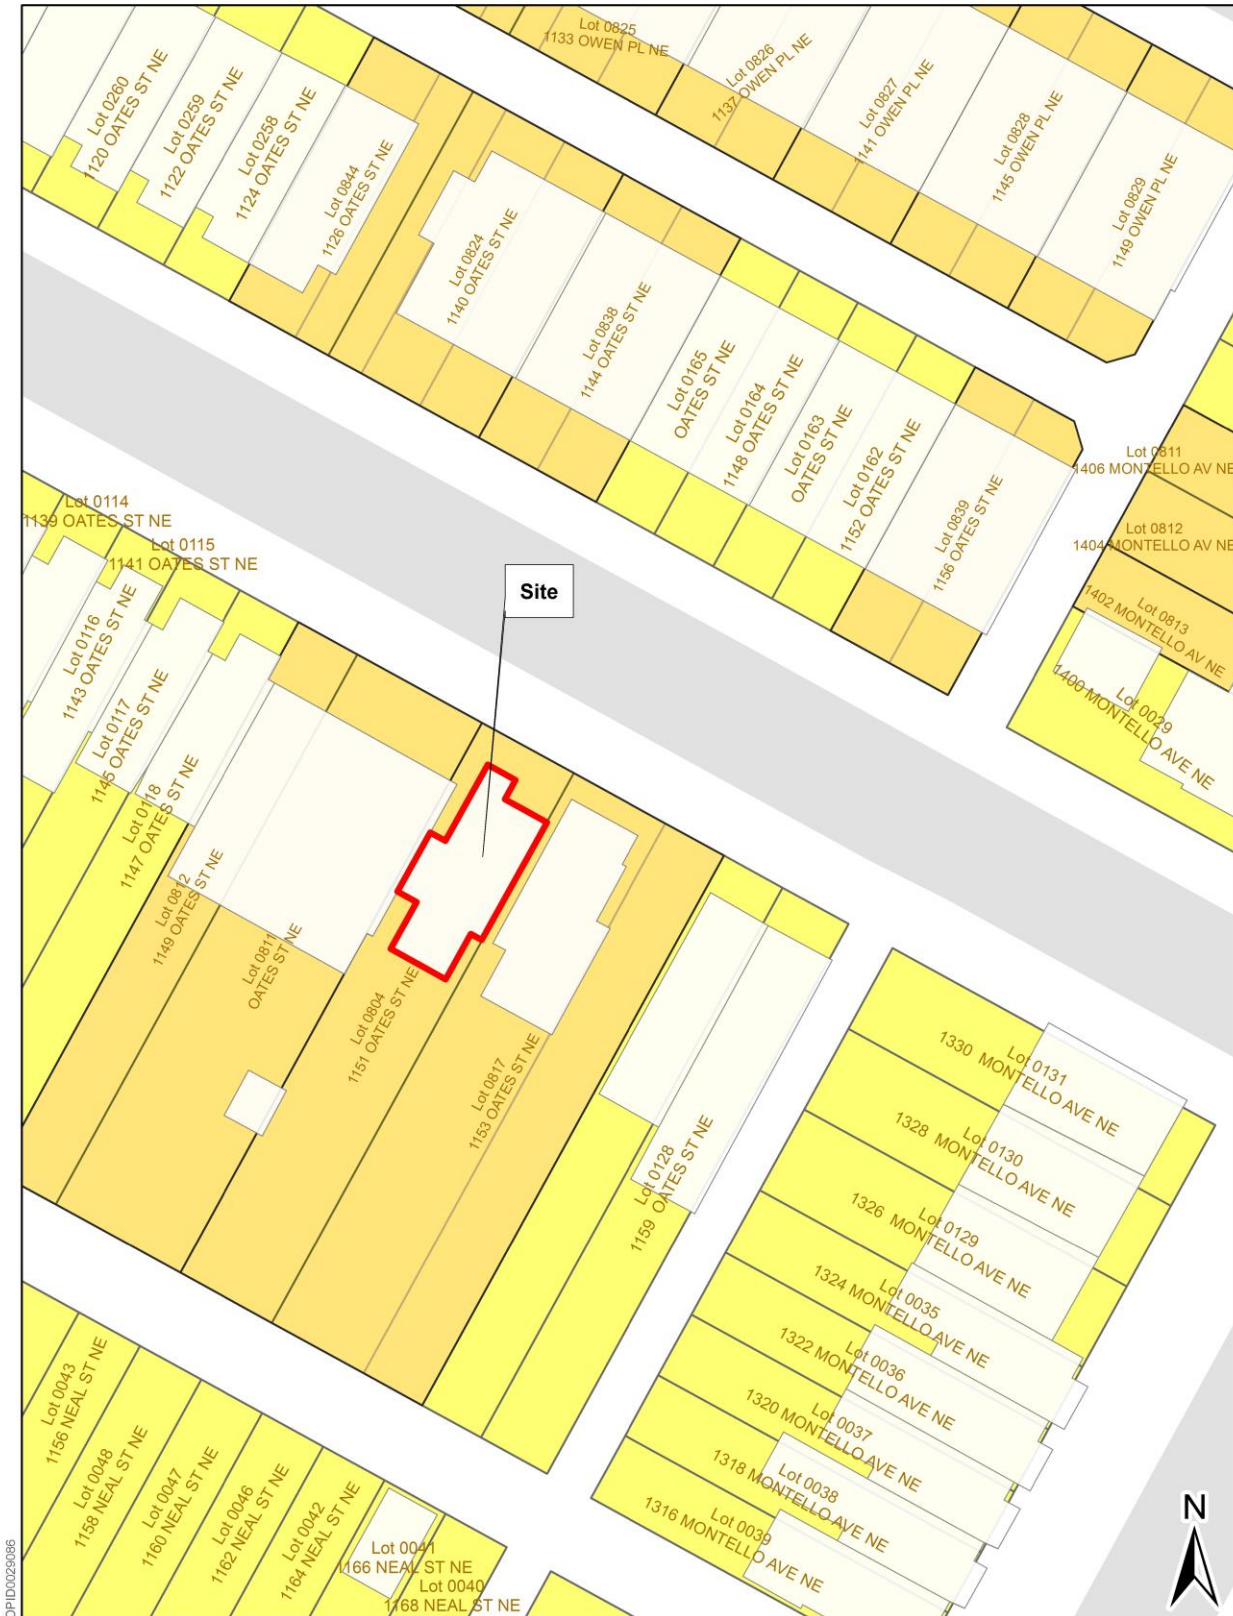 Lot 0825
1133 OWEN PL NE
Lot 0826
1137 OWEN PL NE
Lot 0827
1141 OWEN PL NE
Lot 0828
1145 OWEN PL NE
Lot 0829
1149 OWEN PL NE
Lot 0260
1120 OATES ST NE
Lot 0259
1122 OATES ST NE
Lot 0258
1124 OATES ST NE
Lot 0844
1126 OATES ST NE
Lot 0824
1140 OATES ST NE
Lot 0838
1144 OATES ST NE
Lot 0165
OATES ST NE
Lot 0164
1148 OATES ST NE
Lot 0163
OATES ST NE
Lot 0162
1152 OATES ST NE
Lot 0839
1156 OATES ST NE
Lot 0811
1406 MONTELLO AV NE
Lot 0812
1404 MONTELLO AV NE
Lot 0813
1402 MONTELLO AV NE
Lot 0029
1400 MONTELLO AVE NE
Lot 0114
1139 OATES ST NE
Lot 0115
1141 OATES ST NE
Lot 0116
1143 OATES ST NE
Lot 0117
1145 OATES ST NE
Lot 0118
1147 OATES ST NE
Site
Lot 0812
1149 OATES ST NE
Lot 0811
OATES ST NE
Lot 0804
1151 OATES ST NE
Lot 0817
1153 OATES ST NE
Lot 0128
1159 OATES ST NE
Lot 0131
1330 MONTELLO AVE NE
Lot 0130
1328 MONTELLO AVE NE
Lot 0129
1326 MONTELLO AVE NE
Lot 0035
1324 MONTELLO AVE NE
Lot 0036
1322 MONTELLO AVE NE
Lot 0037
1320 MONTELLO AVE NE
Lot 0038
1318 MONTELLO AVE NE
Lot 0039
1316 MONTELLO AVE NE
Lot 0043
1156 NEAL ST NE
Lot 0048
1158 NEAL ST NE
Lot 0047
1160 NEAL ST NE
Lot 0046
1162 NEAL ST NE
Lot 0042
1164 NEAL ST NE
Lot 0041
1166 NEAL ST NE
Lot 0040
1168 NEAL ST NE
N
OPID0029086